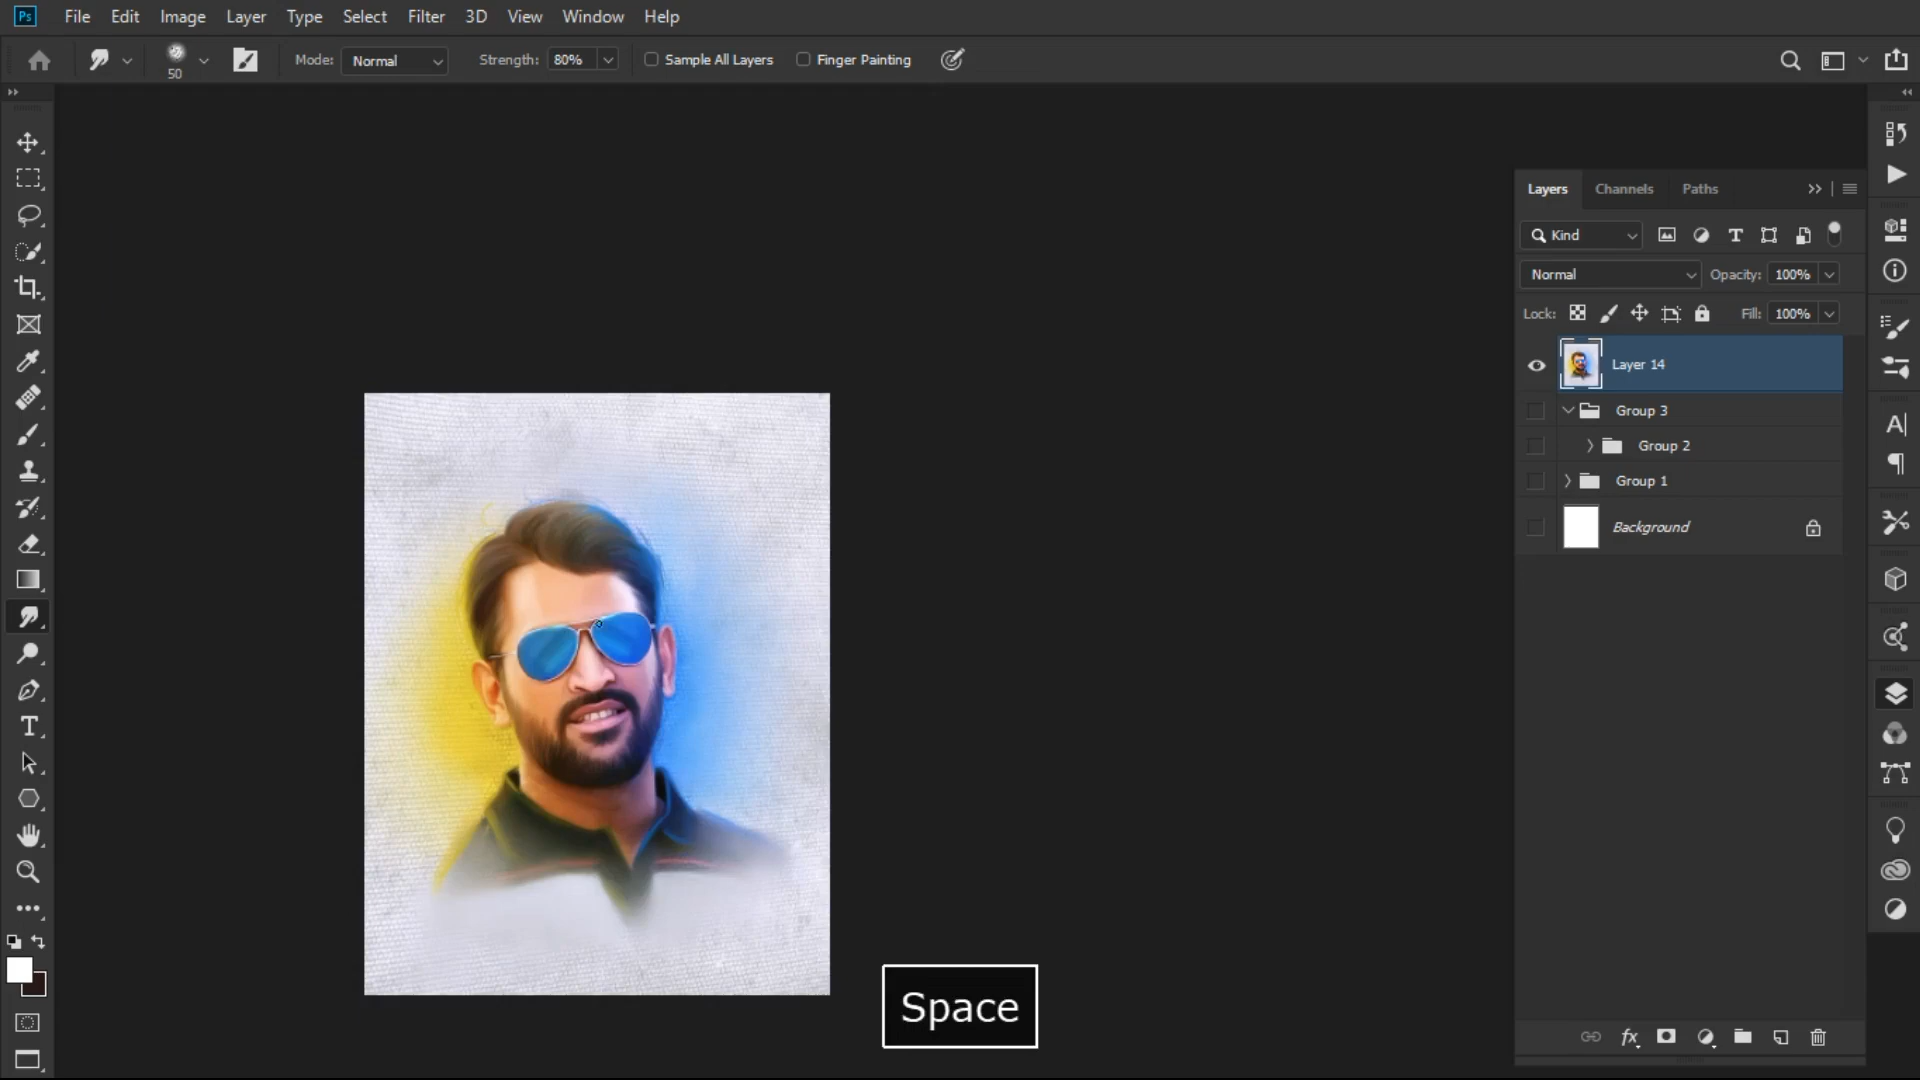 Ps File Edit Image Layer Type Select Filter 3D View Window Help
50 Mode: Normal Strength: 80% Sample All Layers Finger Painting
Layers Channels Paths
Kind
Normal Opacity: 100%
Lock: Fill: 100%
Layer 14
Group 3
Group 2
Group 1
Background
Space